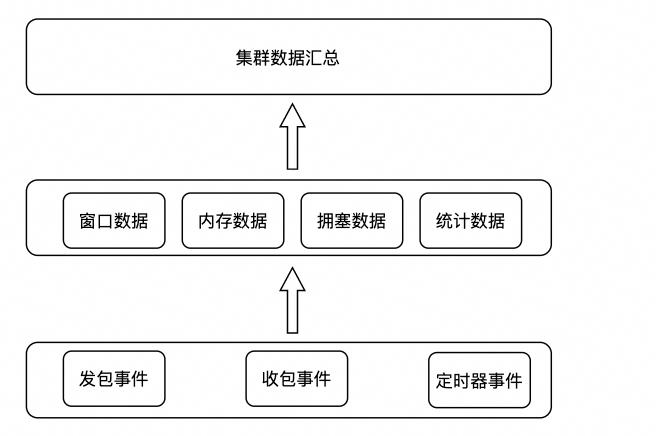 集群数据汇总
窗口数据
内存数据
拥塞数据
统计数据
发包事件
收包事件
定时器事件